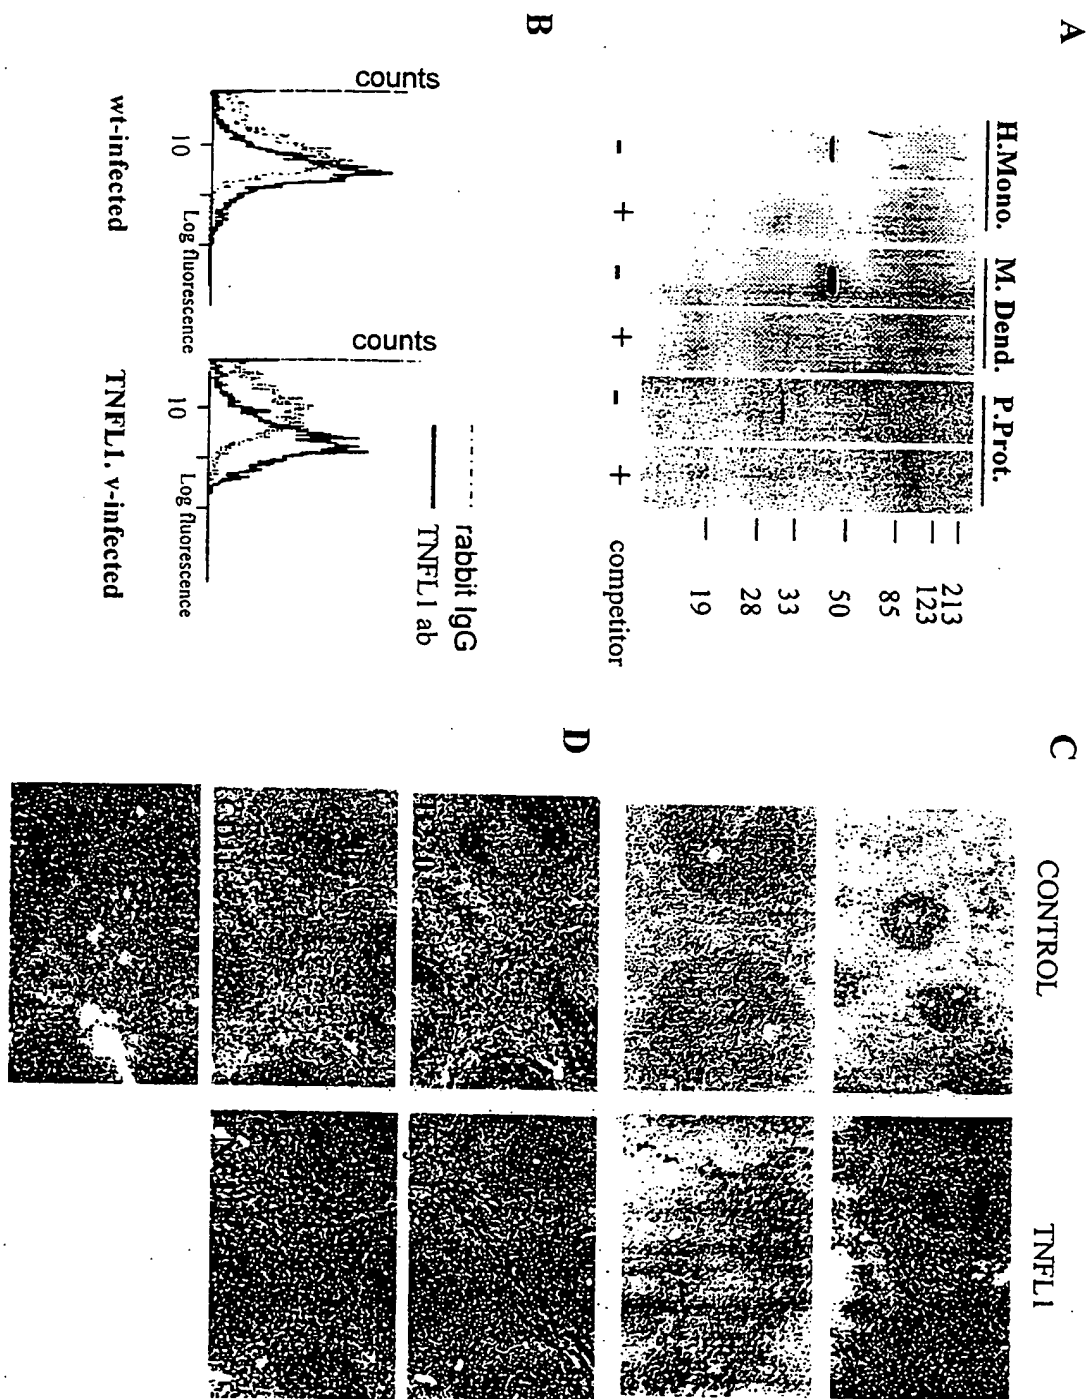 A
H.Mono. M. Dend. P.Prot.
213
123
85
50
33
28
19
- + - + - + competitor
B
rabbit IgG
TNFL1 ab
counts
10
Log fluorescence
wt-infected
counts
10
Log fluorescence
TNFL1. v-infected
C
CONTROL TNFL1
D